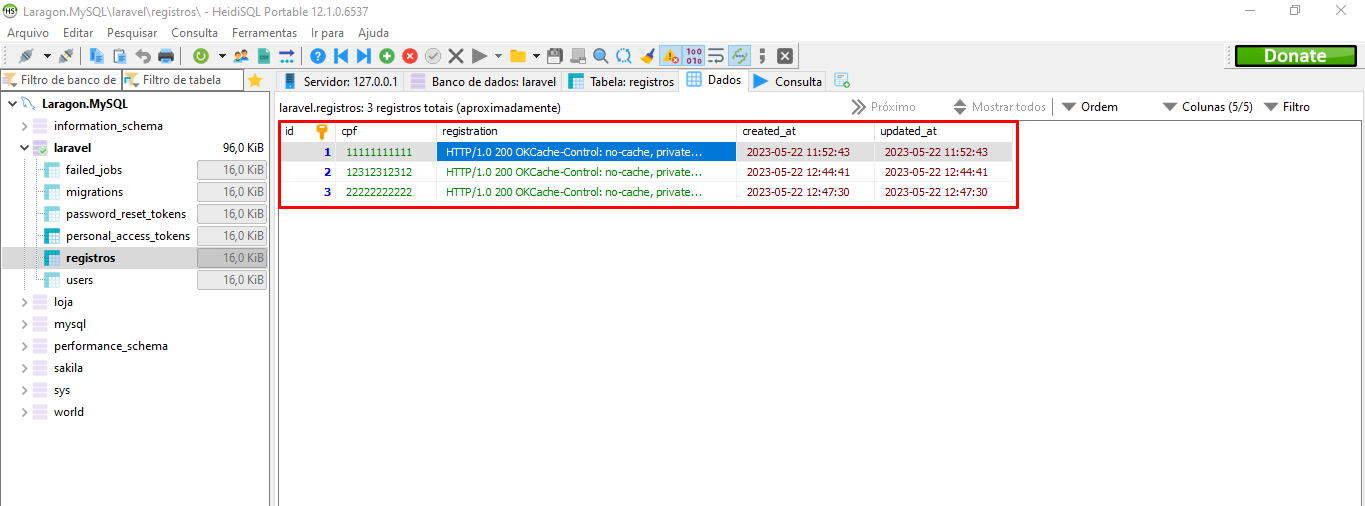 Laragon.MySQL\laravel\registros\ - HeidiSQL Portable 12.1.0.6537
Arquivo Editar Pesquisar Consulta Ferramentas Ir para Ajuda
Donate
Filtro de banco de Filtro de tabela
Servidor: 127.0.0.1 Banco de dados: laravel Tabela: registros Dados Consulta
Laragon.MySQL
information_schema
laravel 96,0 KiB
failed_jobs 16,0 KiB
migrations 16,0 KiB
password_reset_tokens 16,0 KiB
personal_access_tokens 16,0 KiB
registros 16,0 KiB
users 16,0 KiB
loja
mysql
performance_schema
sakila
sys
world
laravel.registros: 3 registros totais (aproximadamente)
Próximo Mostrar todos Ordem Colunas (5/5) Filtro
id cpf registration created_at updated_at
1 11111111111 HTTP/1.0 200 OKCache-Control: no-cache, private... 2023-05-22 11:52:43 2023-05-22 11:52:43
2 12312312312 HTTP/1.0 200 OKCache-Control: no-cache, private... 2023-05-22 12:44:41 2023-05-22 12:44:41
3 22222222222 HTTP/1.0 200 OKCache-Control: no-cache, private... 2023-05-22 12:47:30 2023-05-22 12:47:30